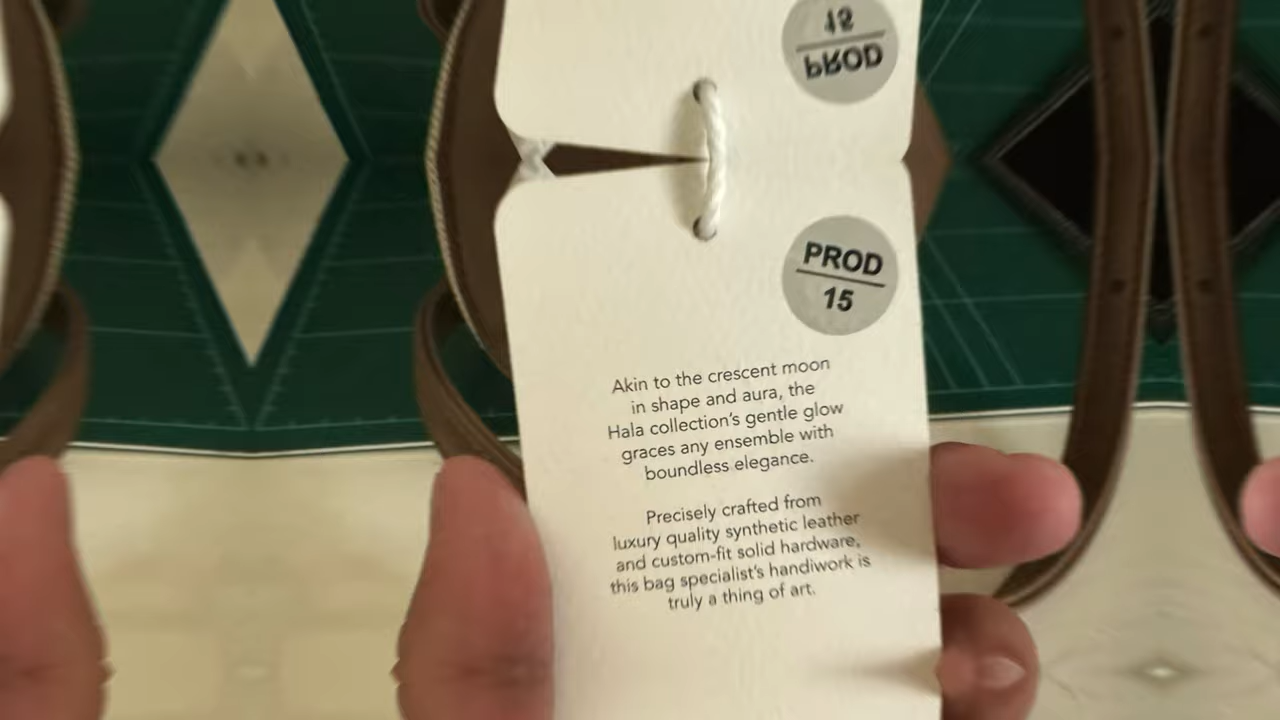 PROD
15
Akin to the crescent moon
in shape and aura, the
Hala collection's gentle glow
graces any ensemble with
boundless elegance.
Precisely crafted from
luxury quality synthetic leather
and custom-fit solid hardware,
this bag specialist's handiwork is
truly a thing of art.